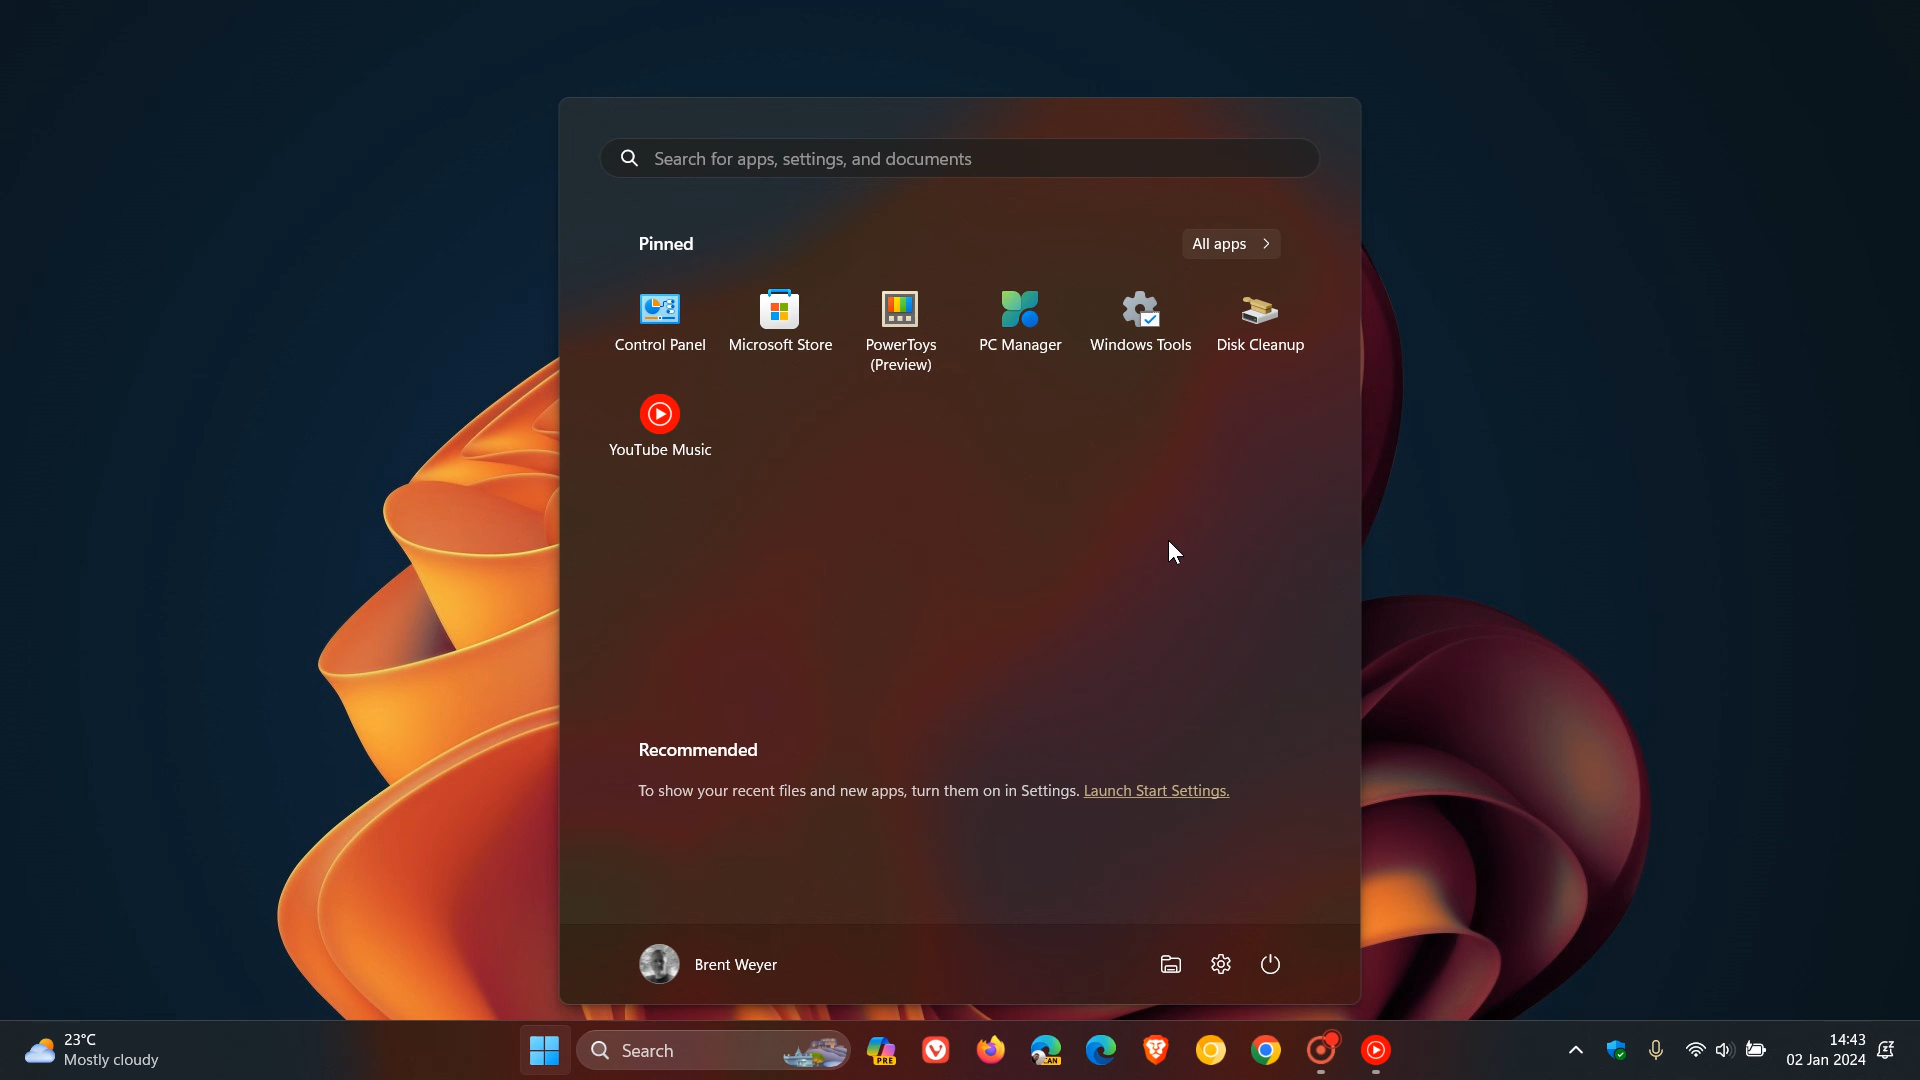 Search for apps, settings, and documents
Pinned
All apps
Control Panel
Microsoft Store
PowerToys
(Preview)
PC Manager
Windows Tools
Disk Cleanup
YouTube Music
Recommended
To show your recent files and new apps, turn them on in Settings. Launch Start Settings.
Brent Weyer
23°C
Mostly cloudy
Search
PRE
CAN
14:43
02 Jan 2024